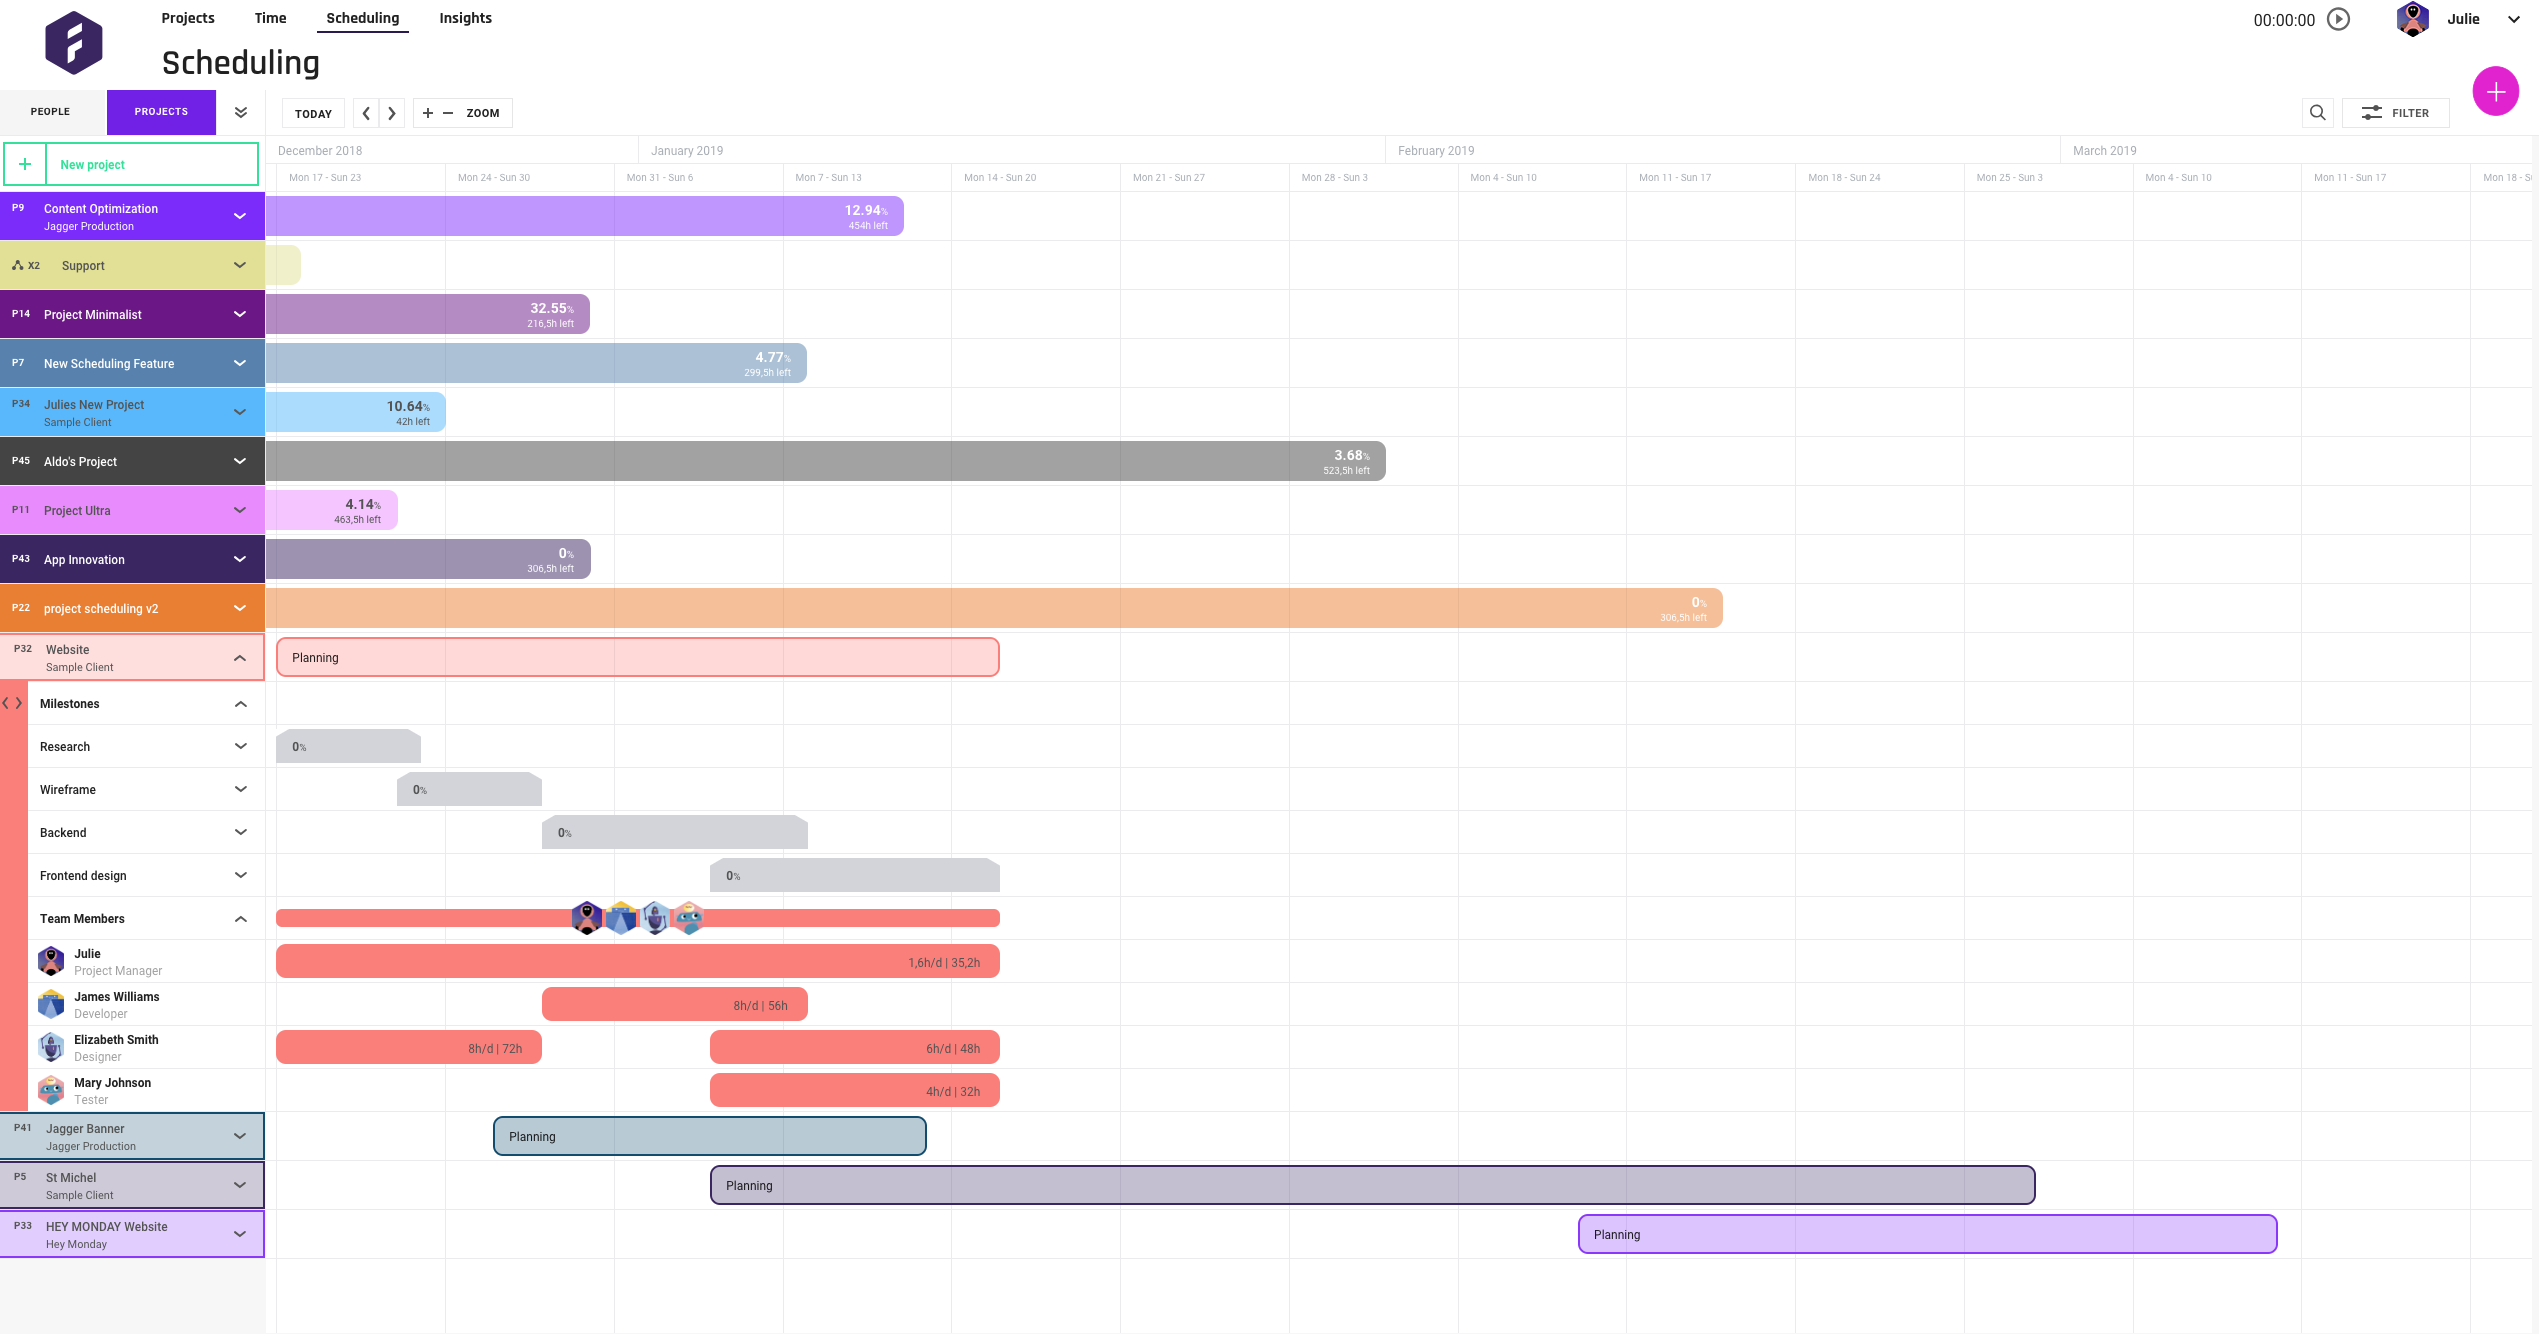 Projects Time Scheduling Insights
00:00:00 Julie
Scheduling
PEOPLE PROJECTS
TODAY ZOOM
FILTER
December 2018 January 2019 February 2019 March 2019
New project
Mon 17 - Sun 23 Mon 24 - Sun 30 Mon 31 - Sun 6 Mon 7 - Sun 13 Mon 14 - Sun 20 Mon 21 - Sun 27 Mon 28 - Sun 3 Mon 4 - Sun 10 Mon 11 - Sun 17 Mon 18 - Sun 24 Mon 25 - Sun 3 Mon 4 - Sun 10 Mon 11 - Sun 17 Mon 18 - S
P9 Content Optimization 12.94%
Jagger Production 454h left
X2 Support
P14 Project Minimalist 32.55%
216,5h left
P7 New Scheduling Feature 4.77%
299,5h left
P34 Julies New Project 10.64%
Sample Client 42h left
P45 Aldo's Project 3.68%
523,5h left
P11 Project Ultra 4.14%
463,5h left
P43 App Innovation 0%
306,5h left
P22 project scheduling v2 0%
306,5h left
P32 Website
Sample Client
Planning
Milestones
Research 0%
Wireframe 0%
Backend 0%
Frontend design 0%
Team Members
Julie
Project Manager
1,6h/d | 35,2h
James Williams
Developer
8h/d | 56h
Elizabeth Smith
Designer
8h/d | 72h 6h/d | 48h
Mary Johnson
Tester
4h/d | 32h
P41 Jagger Banner
Jagger Production
Planning
P5 St Michel
Sample Client
Planning
P33 HEY MONDAY Website
Hey Monday
Planning